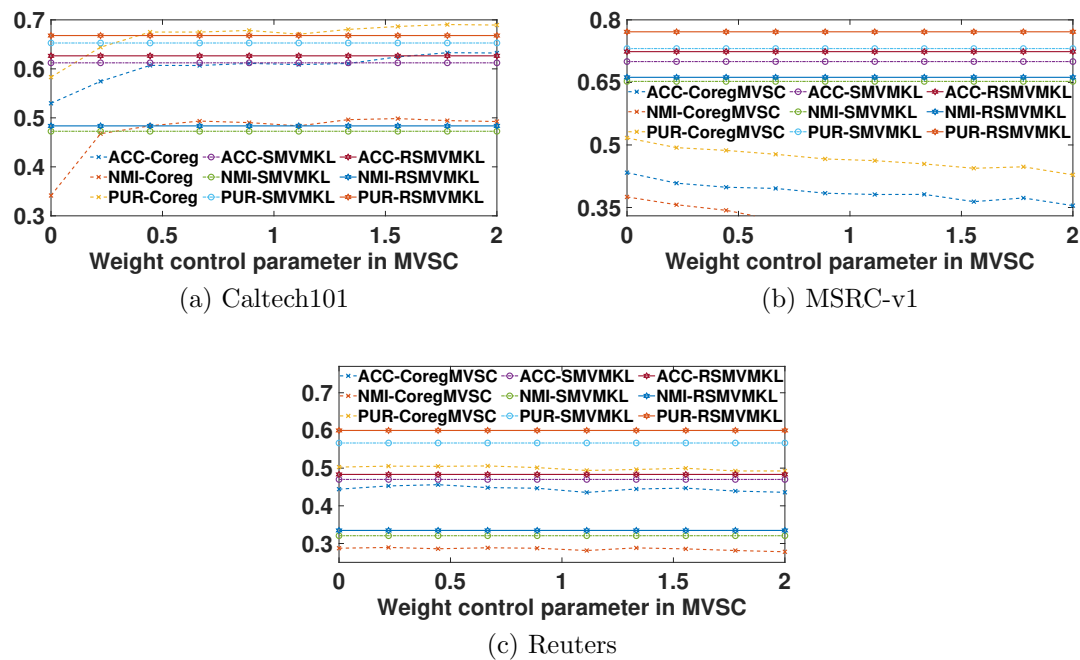 0.7
0.6
0.5
0.4
0.3
ACC-Coreg ACC-SMVMKL ACC-RSMVMKL
NMI-Coreg NMI-SMVMKL NMI-RSMVMKL
PUR-Coreg PUR-SMVMKL PUR-RSMVMKL
0 0.5 1 1.5 2
Weight control parameter in MVSC
(a) Caltech101
0.8
0.65
0.5
0.35
ACC-CoregMVSC ACC-SMVMKL ACC-RSMVMKL
NMI-CoregMVSC NMI-SMVMKL NMI-RSMVMKL
PUR-CoregMVSC PUR-SMVMKL PUR-RSMVMKL
0 0.5 1 1.5 2
Weight control parameter in MVSC
(b) MSRC-v1
ACC-CoregMVSC ACC-SMVMKL ACC-RSMVMKL
NMI-CoregMVSC NMI-SMVMKL NMI-RSMVMKL
PUR-CoregMVSC PUR-SMVMKL PUR-RSMVMKL
0.7
0.6
0.5
0.4
0.3
0 0.5 1 1.5 2
Weight control parameter in MVSC
(c) Reuters